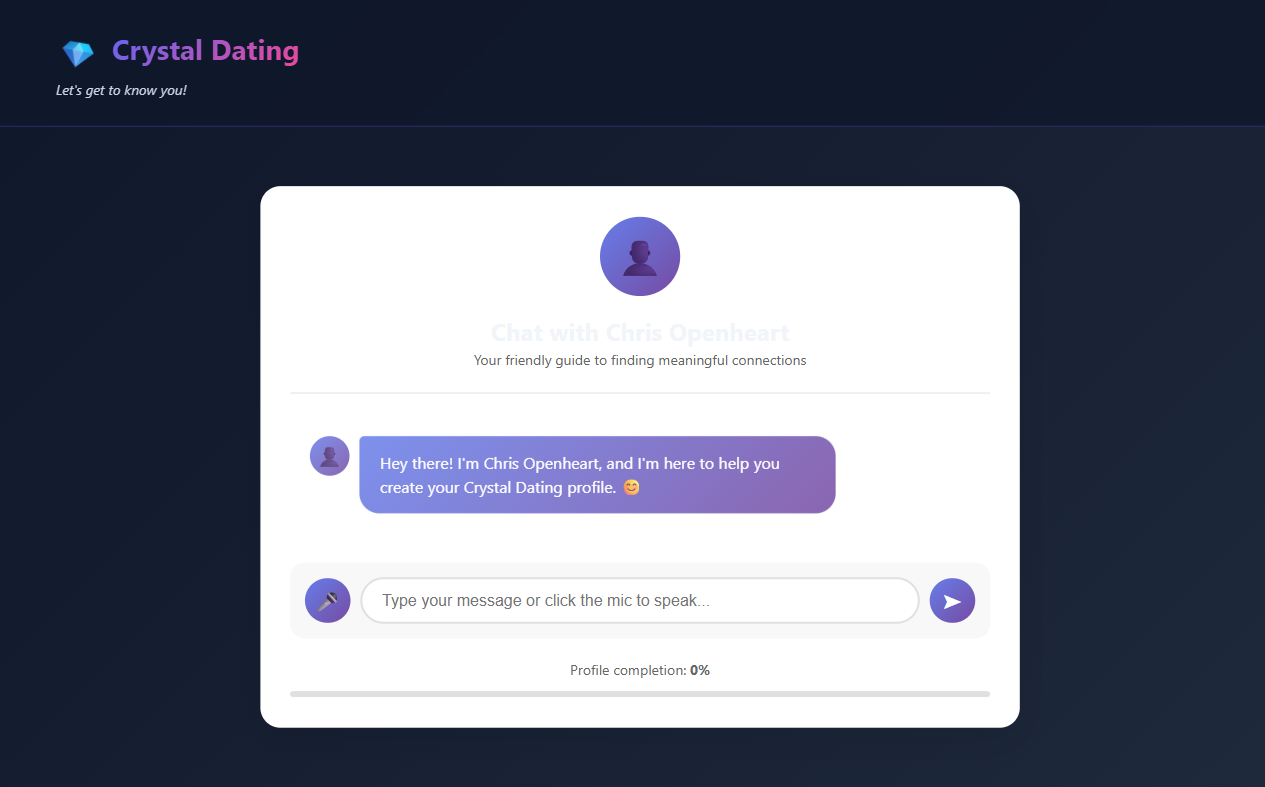 Crystal Dating
Let's get to know you!
Chat with Chris Openheart
Your friendly guide to finding meaningful connections
Hey there! I'm Chris Openheart, and I'm here to help you
create your Crystal Dating profile. 😊
Type your message or click the mic to speak...
Profile completion: 0%